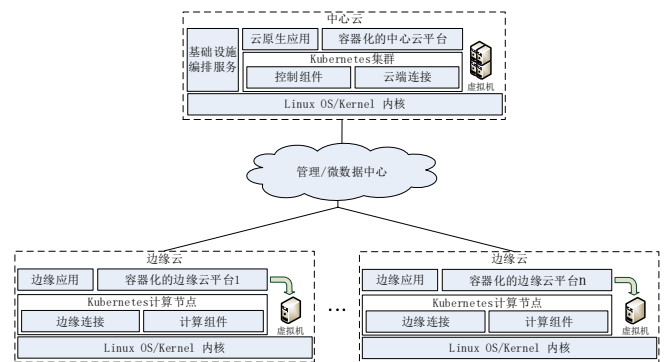 中心云
基础设施
编排服务
云原生应用
容器化的中心云平台
Kubernetes集群
控制组件
云端连接
虚拟机
Linux OS/Kernel 内核
管理/微数据中心
边缘云
边缘应用
容器化的边缘云平台1
Kubernetes计算节点
边缘连接
计算组件
虚拟机
Linux OS/Kernel 内核
...
边缘云
边缘应用
容器化的边缘云平台n
Kubernetes计算节点
边缘连接
计算组件
虚拟机
Linux OS/Kernel 内核